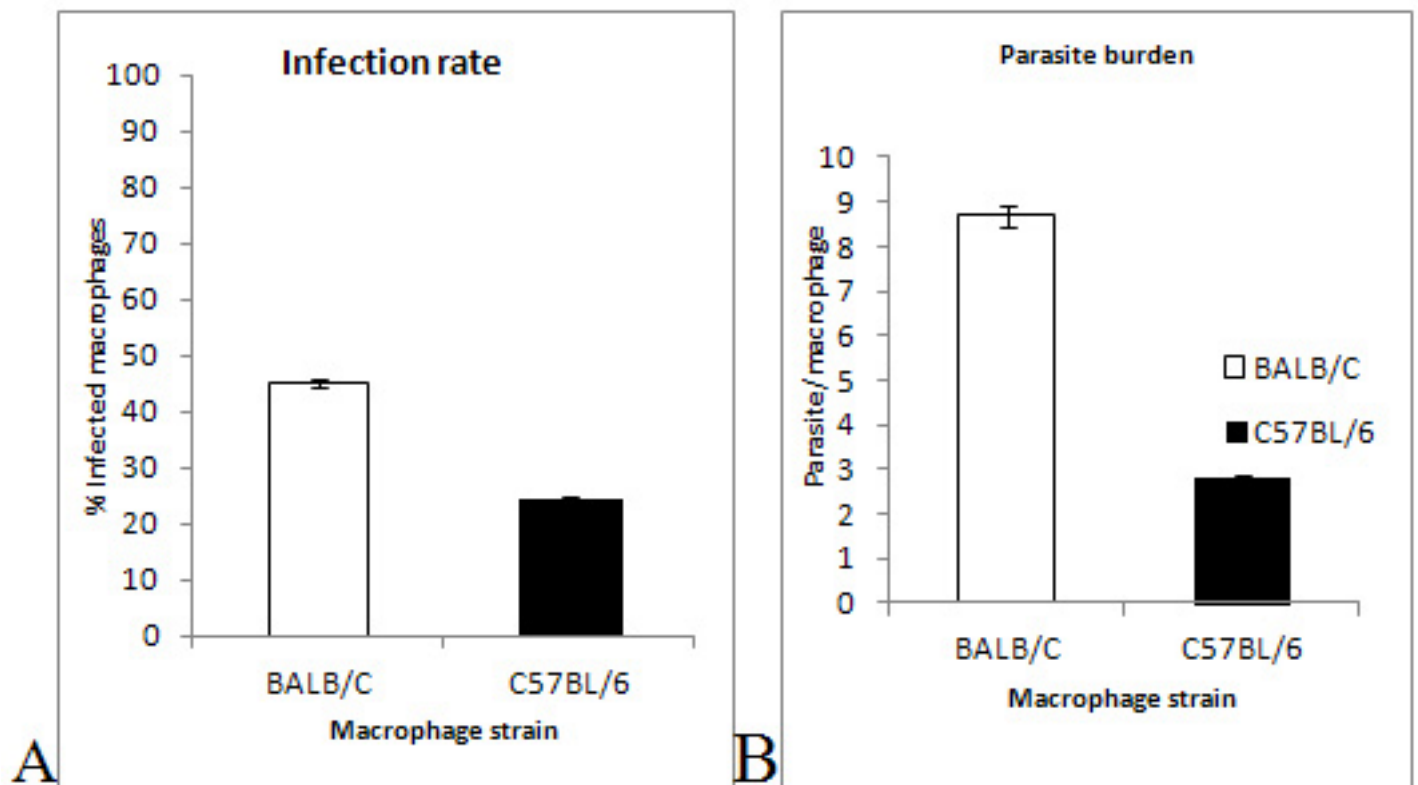 Infection rate
100
90
80
70
60
50
40
30
20
10
0
% Infected macrophages
BALB/C C57BL/6
Macrophage strain
A
Parasite burden
10
9
8
7
6
5
4
3
2
1
0
Parasite/macrophage
BALB/C
C57BL/6
BALB/C C57BL/6
Macrophage strain
B